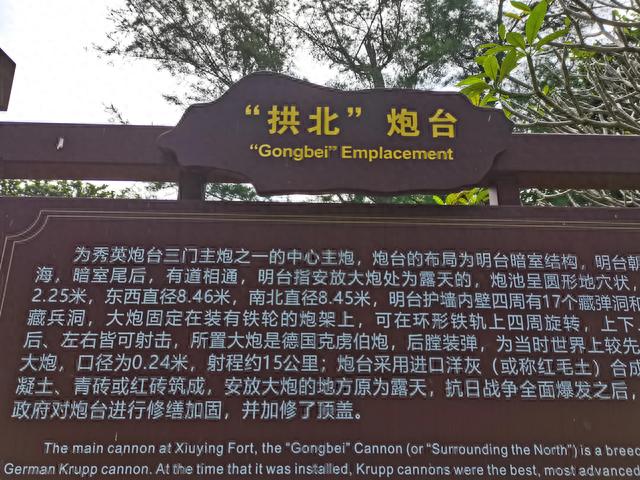 “拱北”炮台
“Gongbei” Emplacement
为秀英炮台三门主炮之一的中心主炮，炮台的布局为明台暗室结构，明台朝
海，暗室尾后，有道相通，明台指安放大炮处为露天的，炮池呈圆形地穴状，
2.25米，东西直径8.46米，南北直径8.45米，明台护墙内壁四周有17个藏弹洞和
藏兵洞，大炮固定在装有铁轮的炮架上，可在环形铁轨上四周旋转，上下
后、左右皆可射击，所置大炮是德国克虏伯炮，后膛装弹，为当时世界上较先
大炮，口径为0.24米，射程约15公里；炮台采用进口洋灰（或称红毛土）合成
凝土、青砖或红砖筑成，安放大炮的地方原为露天，抗日战争全面爆发之后，
政府对炮台进行修缮加固，并加修了顶盖。
The main cannon at Xiuying Fort, the “Gongbei” Cannon (or “Surrounding the North”) is a breec
German Krupp cannon. At the time that it was installed, Krupp cannons were the best, most advanced